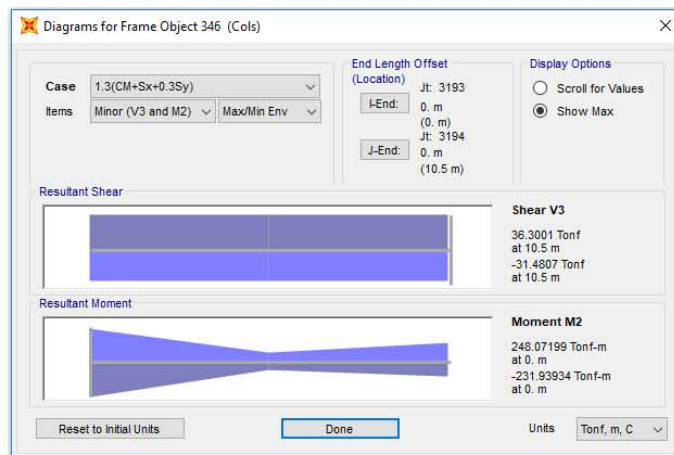 Diagrams for Frame Object 346 (Cols)
Case 1.3(CM+Sx+0.3Sy)
Items Minor (V3 and M2) Max/Min Env
End Length Offset
(Location)
I-End: Jt: 3193
0. m
(0. m)
J-End: Jt: 3194
0. m
(10.5 m)
Display Options
Scroll for Values
Show Max
Resultant Shear
Shear V3
36.3001 Tonf
at 10.5 m
-31.4807 Tonf
at 10.5 m
Resultant Moment
Moment M2
248.07199 Tonf-m
at 0. m
-231.93934 Tonf-m
at 0. m
Reset to Initial Units
Done
Units Tonf, m, C